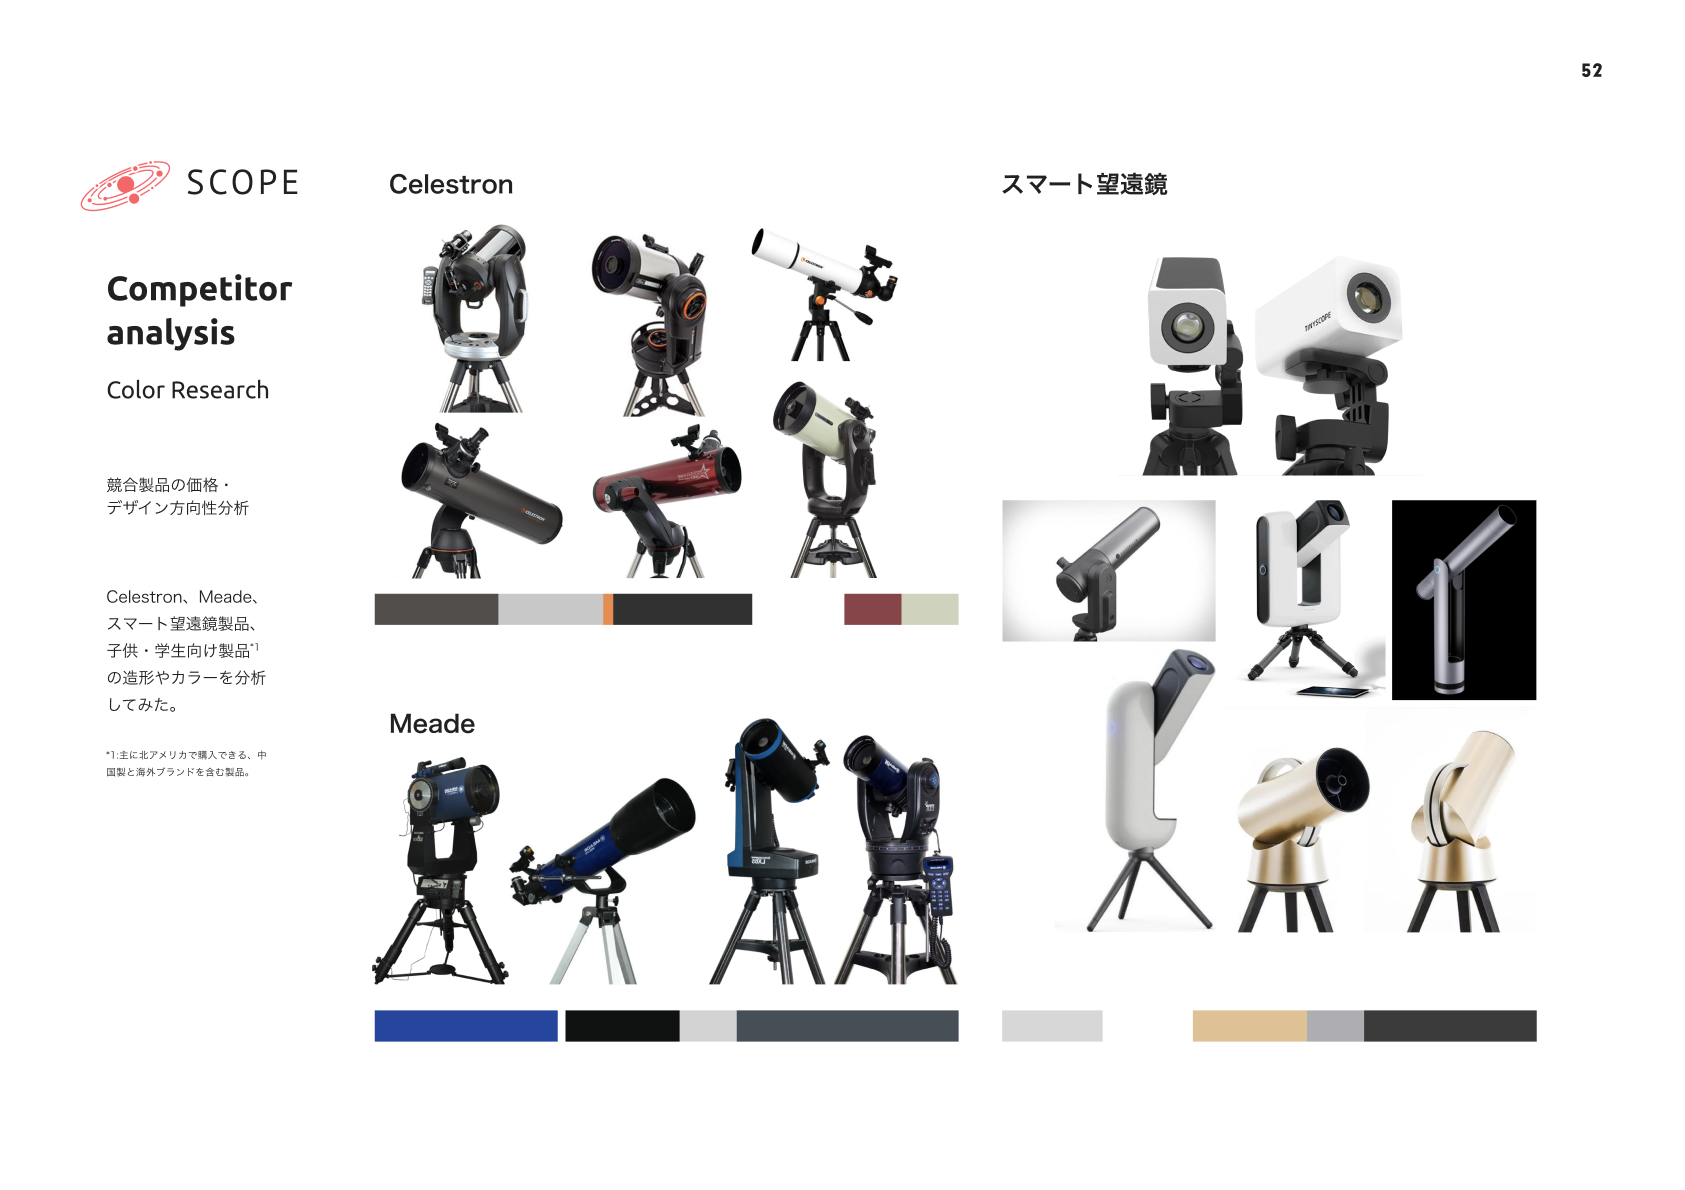 52
SCOPE
Competitor
analysis
Color Research
競合製品の価格・
デザイン方向性分析
Celestron、Meade、
スマート望遠鏡製品、
子供・学生向け製品*1
の造形やカラーを分析
してみた。
*1:主に北アメリカで購入できる、中
国製と海外ブランドを含む製品。
Celestron
CELESTRON
CELESTRON
Meade
スマート望遠鏡
TINYSCOPE